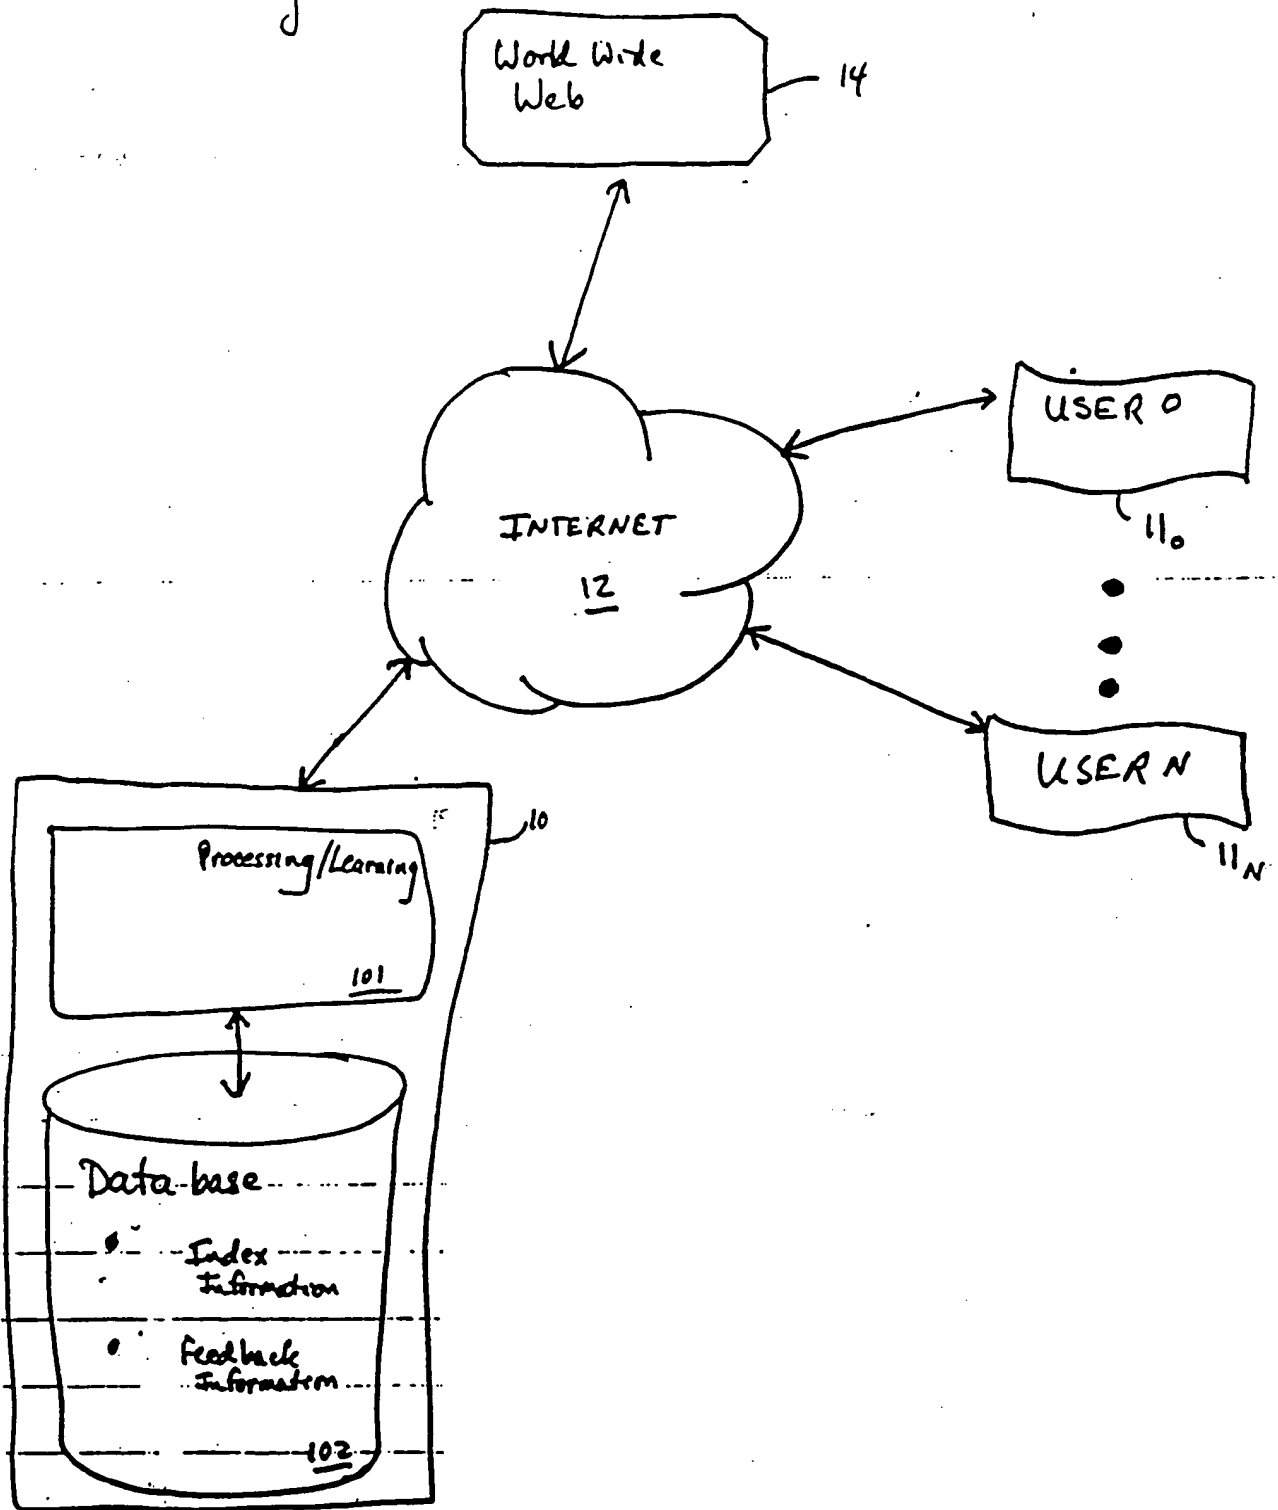 World Wide
Web
14
USER 0
11₀
INTERNET
12
USER N
11ₙ
10
Processing/Learning
101
Data base
Index
Information
Feedback
Information
102